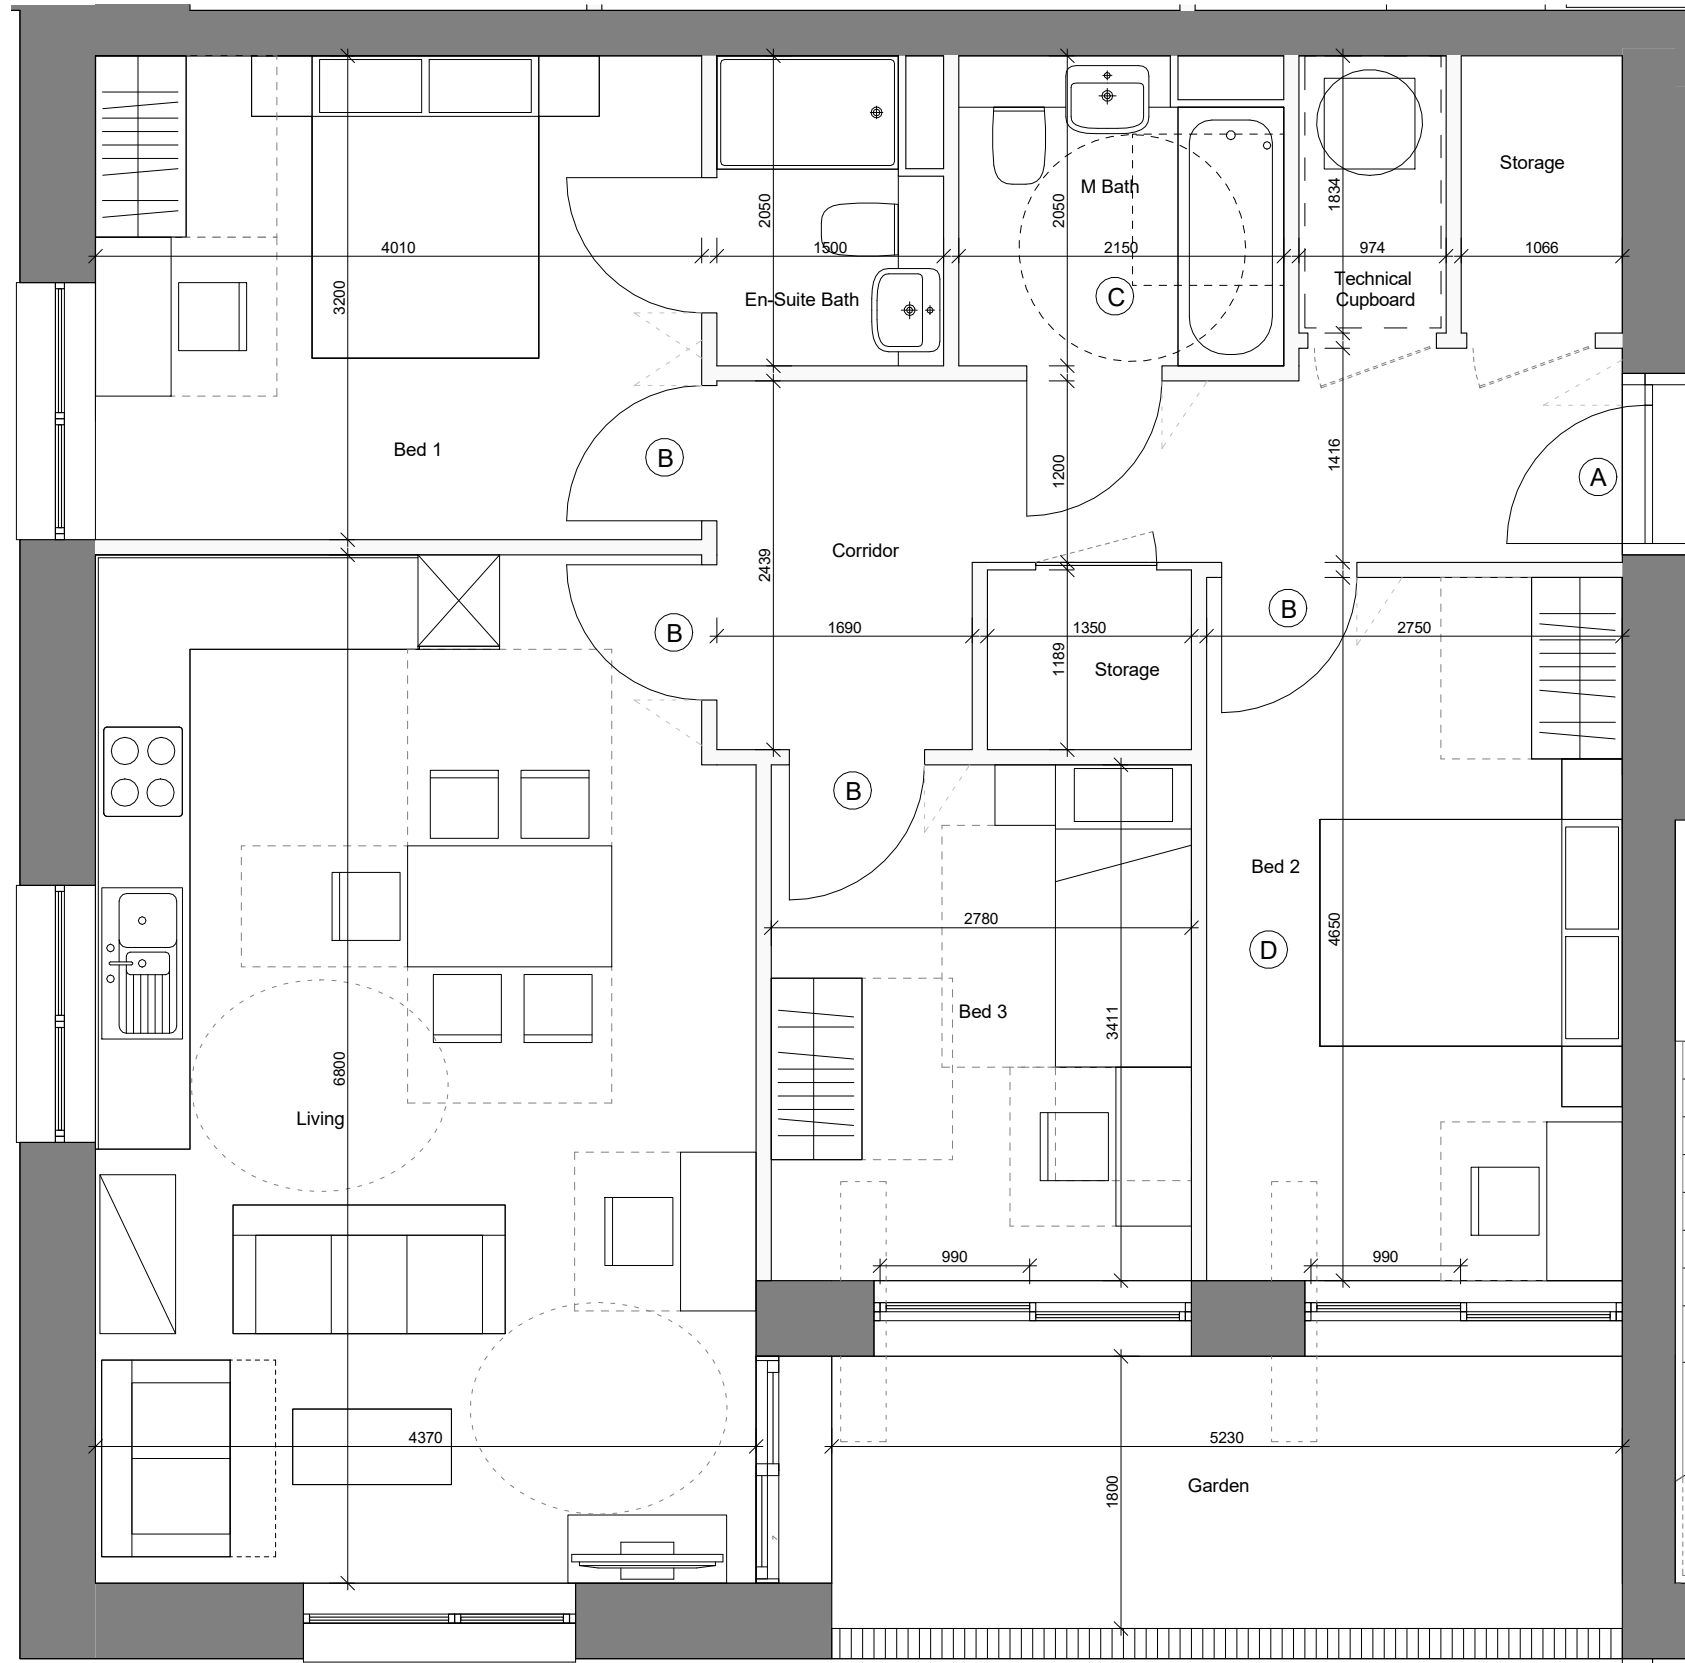 Storage
1834
M Bath
2050
2050
4010
1500
2150
974
1066
3200
En-Suite Bath
C
Technical
Cupboard
Bed 1
B
1200
1416
A
Corridor
2439
B
1690
1350
B
2750
1189
Storage
B
Bed 2
2780
4650
D
Bed 3
3411
6800
Living
990
990
4370
5230
1800
Garden